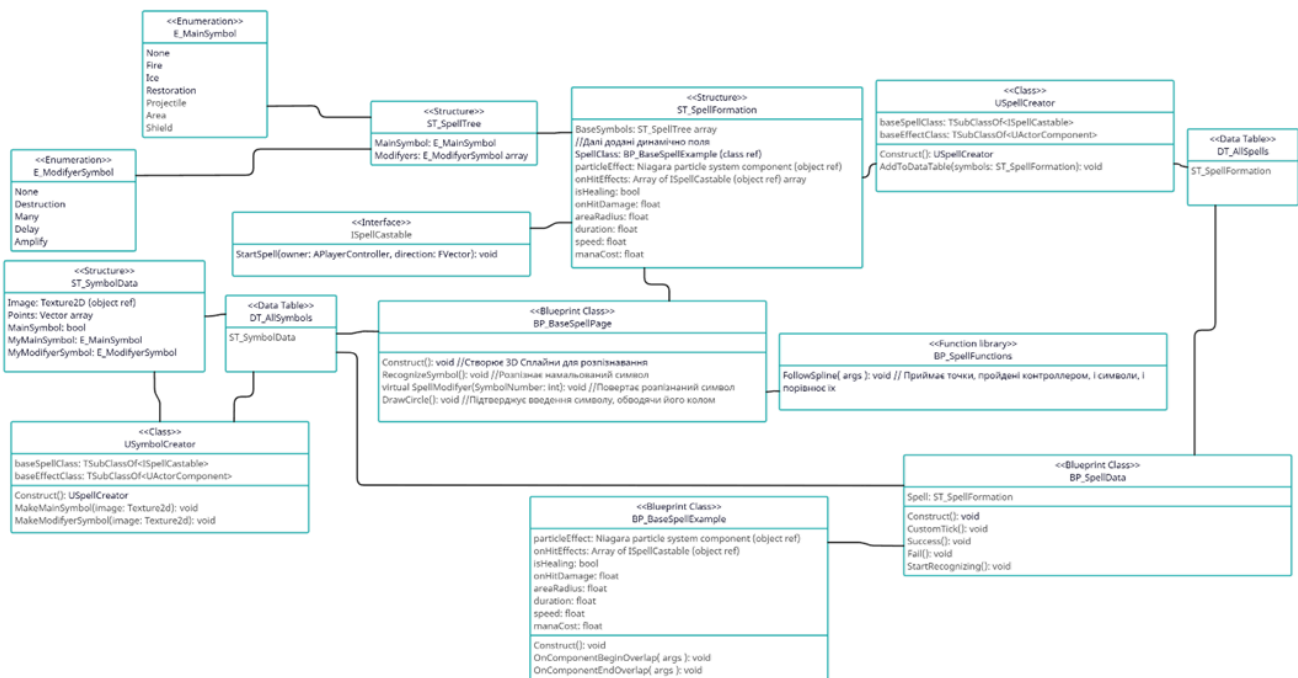 <<Enumeration>>
E_MainSymbol
None
Fire
Ice
Restoration
Projectile
Area
Shield
<<Enumeration>>
E_ModifyerSymbol
None
Destruction
Many
Delay
Amplify
<<Structure>>
ST_SpellTree
MainSymbol: E_MainSymbol
Modifyers: E_ModifyerSymbol array
<<Structure>>
ST_SpellFormation
BaseSymbols: ST_SpellTree array
//Далі додані динамічно поля
SpellClass: BP_BaseSpellExample (class ref)
particleEffect: Niagara particle system component (object ref)
onHitEffects: Array of ISpellCastable (object ref) array
isHealing: bool
onHitDamage: float
areaRadius: float
duration: float
speed: float
manaCost: float
<<Class>>
USpellCreator
baseSpellClass: TSubClassOf<ISpellCastable>
baseEffectClass: TSubClassOf<UActorComponent>
Construct(): USpellCreator
AddToDataTable(symbols: ST_SpellFormation): void
<<Data Table>>
DT_AllSpells
ST_SpellFormation
<<Interface>>
ISpellCastable
StartSpell(owner: APlayerController, direction: FVector): void
<<Structure>>
ST_SymbolData
Image: Texture2D (object ref)
Points: Vector array
MainSymbol: bool
MyMainSymbol: E_MainSymbol
MyModifyerSymbol: E_ModifyerSymbol
<<Data Table>>
DT_AllSymbols
ST_SymbolData
<<Blueprint Class>>
BP_BaseSpellPage
Construct(): void //Створює 3D Сплайни для розпізнавання
RecognizeSymbol(): void //Розпізнає намальований символ
virtual SpellModifyer(SymbolNumber: int): void //Повертає розпізнаний символ
DrawCircle(): void //Підтверджує введення символу, обводячи його колом
<<Function library>>
BP_SpellFunctions
FollowSpline( args ): void // Приймає точки, пройдені контроллером, і символи, і
порівнює їх
<<Class>>
USymbolCreator
baseSpellClass: TSubClassOf<ISpellCastable>
baseEffectClass: TSubClassOf<UActorComponent>
Construct(): USpellCreator
MakeMainSymbol(image: Texture2d): void
MakeModifyerSymbol(image: Texture2d): void
<<Blueprint Class>>
BP_SpellData
Spell: ST_SpellFormation
Construct(): void
CustomTick(): void
Success(): void
Fail(): void
StartRecognizing(): void
<<Blueprint Class>>
BP_BaseSpellExample
particleEffect: Niagara particle system component (object ref)
onHitEffects: Array of ISpellCastable (object ref)
isHealing: bool
onHitDamage: float
areaRadius: float
duration: float
speed: float
manaCost: float
Construct(): void
OnComponentBeginOverlap( args ): void
OnComponentEndOverlap( args ): void